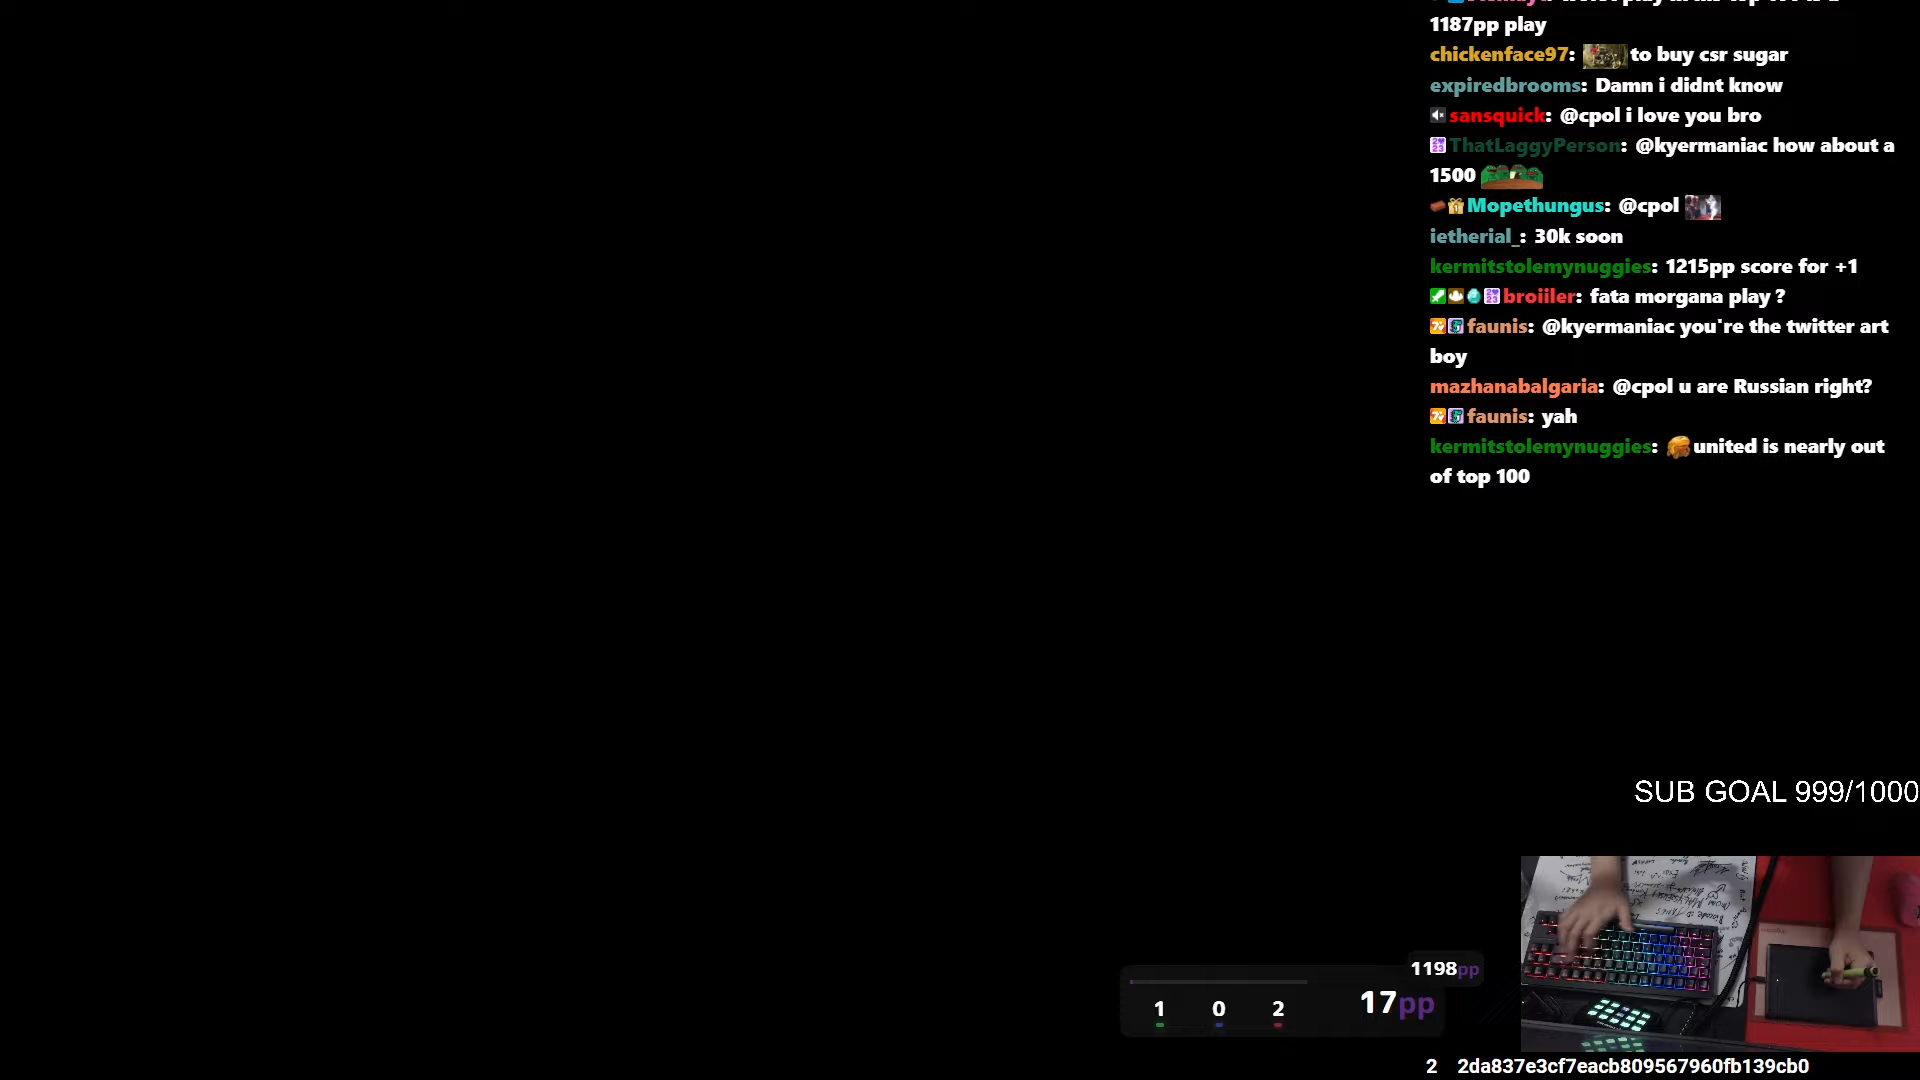 1187pp play
chickenface97: to buy csr sugar
expiredbrooms: Damn i didnt know
sansquick: @cpol i love you bro
ThatLaggyPerson: @kyermaniac how about a
1500
Mopethungus: @cpol
ietherial_: 30k soon
kermitstolemynuggies: 1215pp score for +1
broiiler: fata morgana play ?
faunis: @kyermaniac you're the twitter art
boy
mazhanabalgaria: @cpol u are Russian right?
faunis: yah
kermitstolemynuggies: united is nearly out
of top 100
SUB GOAL 999/1000
1198pp
1 0 2 17pp
2 2da837e3cf7eacb809567960fb139cb0